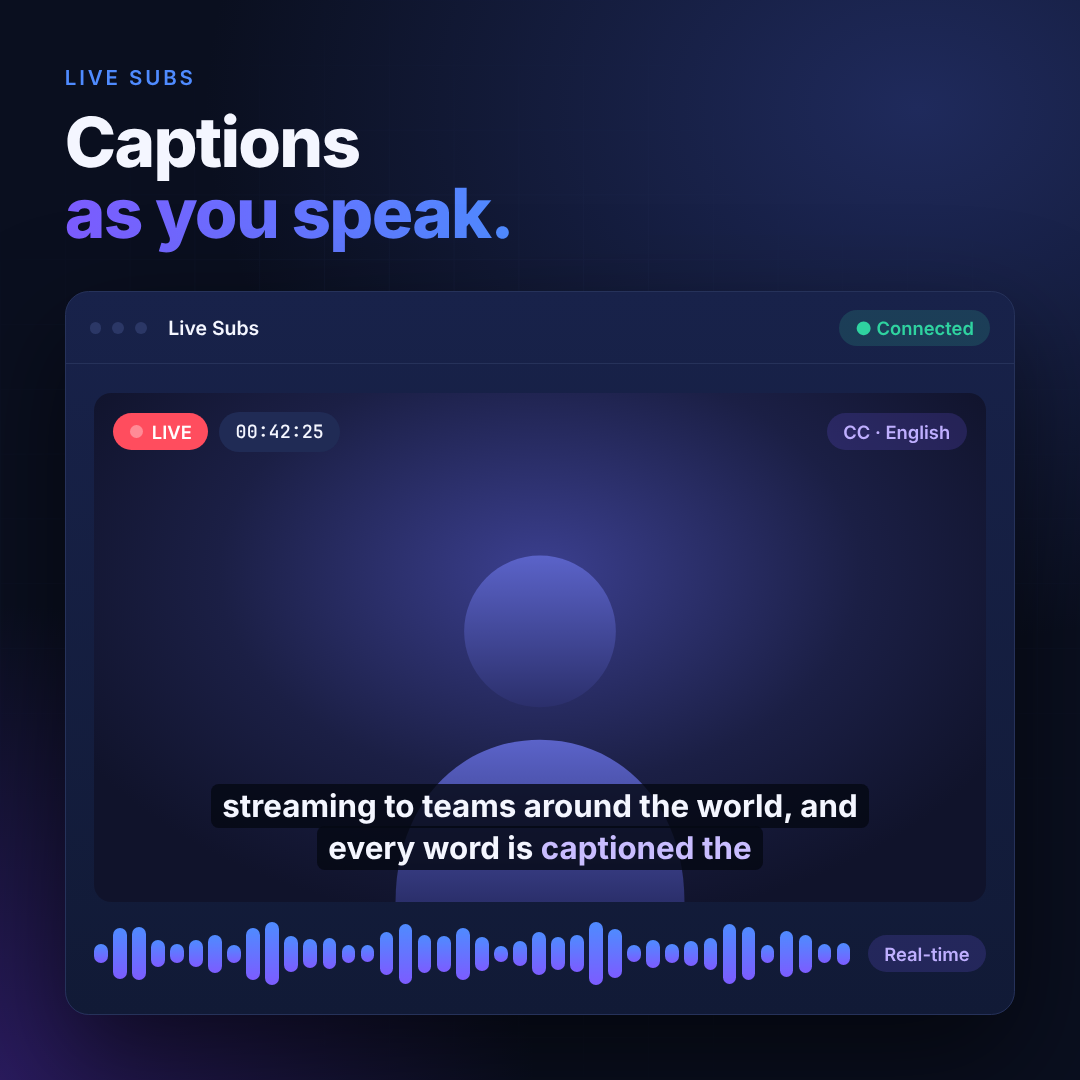 LIVE SUBS
Captions
as you speak.
Live Subs
Connected
LIVE
00:42:25
CC · English
streaming to teams around the world, and
every word is captioned the
Real-time